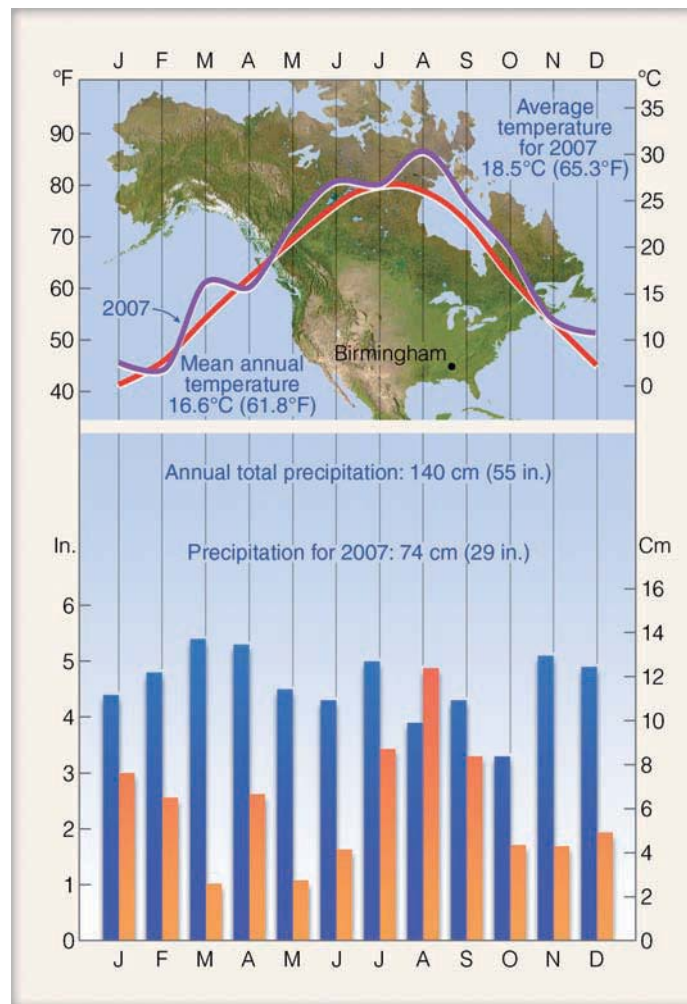 J F M A M J J A S O N D
°F
°C
90
80
70
60
50
40
35
30
25
20
15
10
0
Average
temperature
for 2007
18.5°C (65.3°F)
2007
Birmingham
Mean annual
temperature
16.6°C (61.8°F)
Annual total precipitation: 140 cm (55 in.)
Precipitation for 2007: 74 cm (29 in.)
In.
Cm
6
5
4
3
2
1
0
16
14
12
10
8
6
4
2
0
J F M A M J J A S O N D